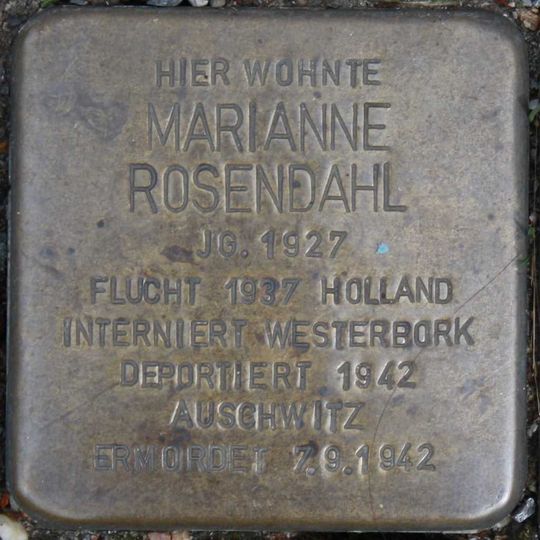 HIER WOHNTE
MARIANNE
ROSENDAHL
JG. 1927
FLUCHT 1937 HOLLAND
INTERNIERT WESTERBORK
DEPORTIERT 1942
AUSCHWITZ
ERMORDET 7.9.1942